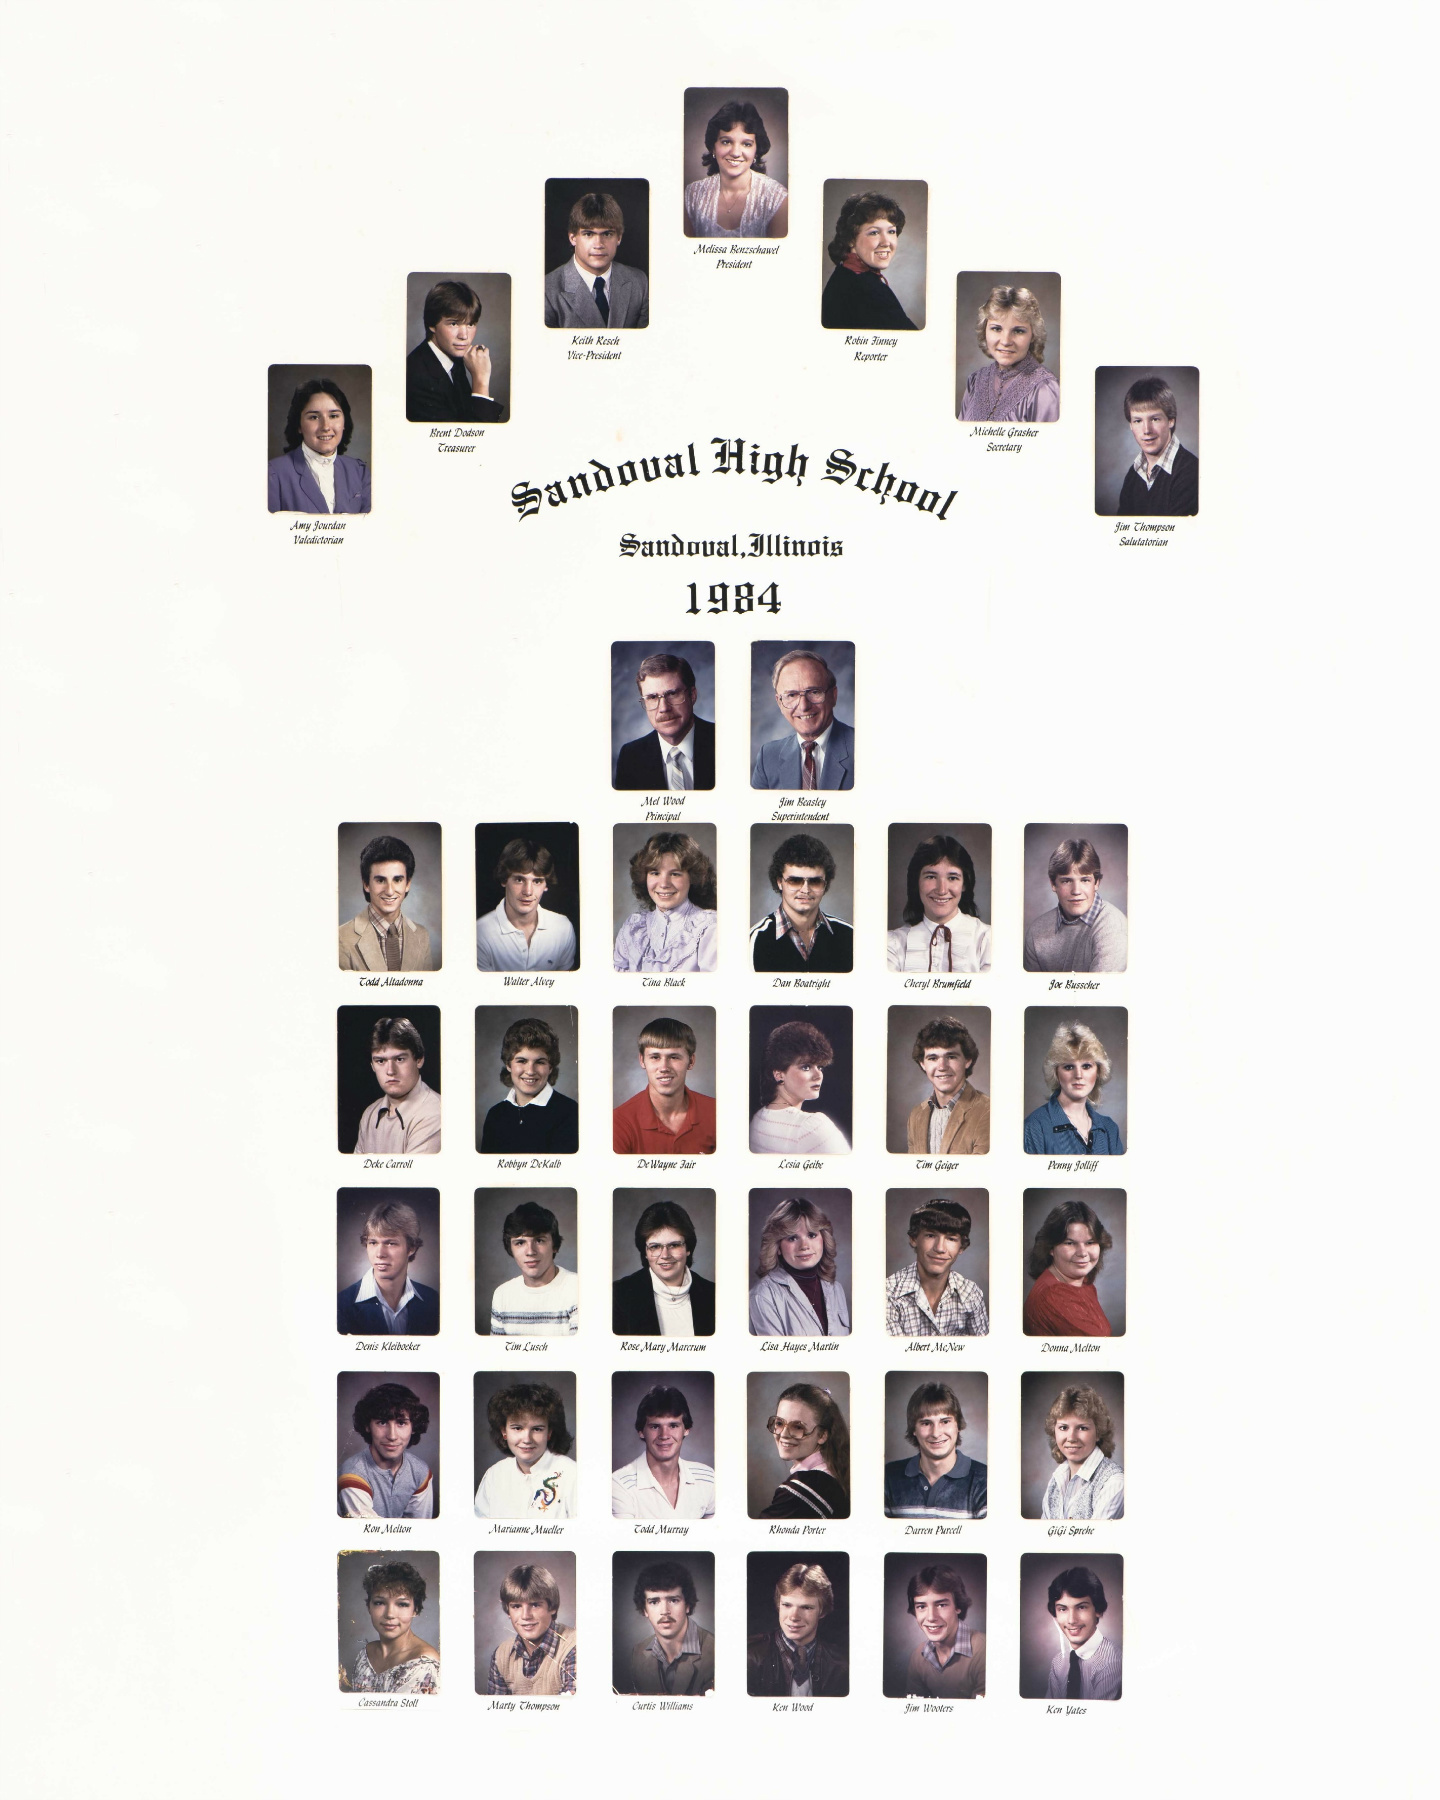 Melissa Benzschawel
President
Keith Resch
Vice-President
Robin Finney
Reporter
Brent Dodson
Treasurer
Michelle Grasher
Secretary
Amy Jourdan
Valedictorian
Jim Thompson
Salutatorian
Sandoval High School
Sandoval, Illinois
1984
Mel Wood
Principal
Jim Beasley
Superintendent
Todd Altadonna
Walter Alvey
Tina Black
Dan Boatright
Cheryl Brumfield
Joe Busscher
Deke Carroll
Robbyn DeKalb
DeWayne Fair
Lesia Geibe
Tim Geiger
Penny Jolliff
Denis Kleiboeker
Tim Lusch
Rose Mary Marcrum
Lisa Hayes Martin
Albert McNew
Donna Melton
Ron Melton
Marianne Mueller
Todd Murray
Rhonda Porter
Darren Purcell
GiGi Sprehe
Cassandra Stoll
Marty Thompson
Curtis Williams
Ken Wood
Jim Wooters
Ken Yates